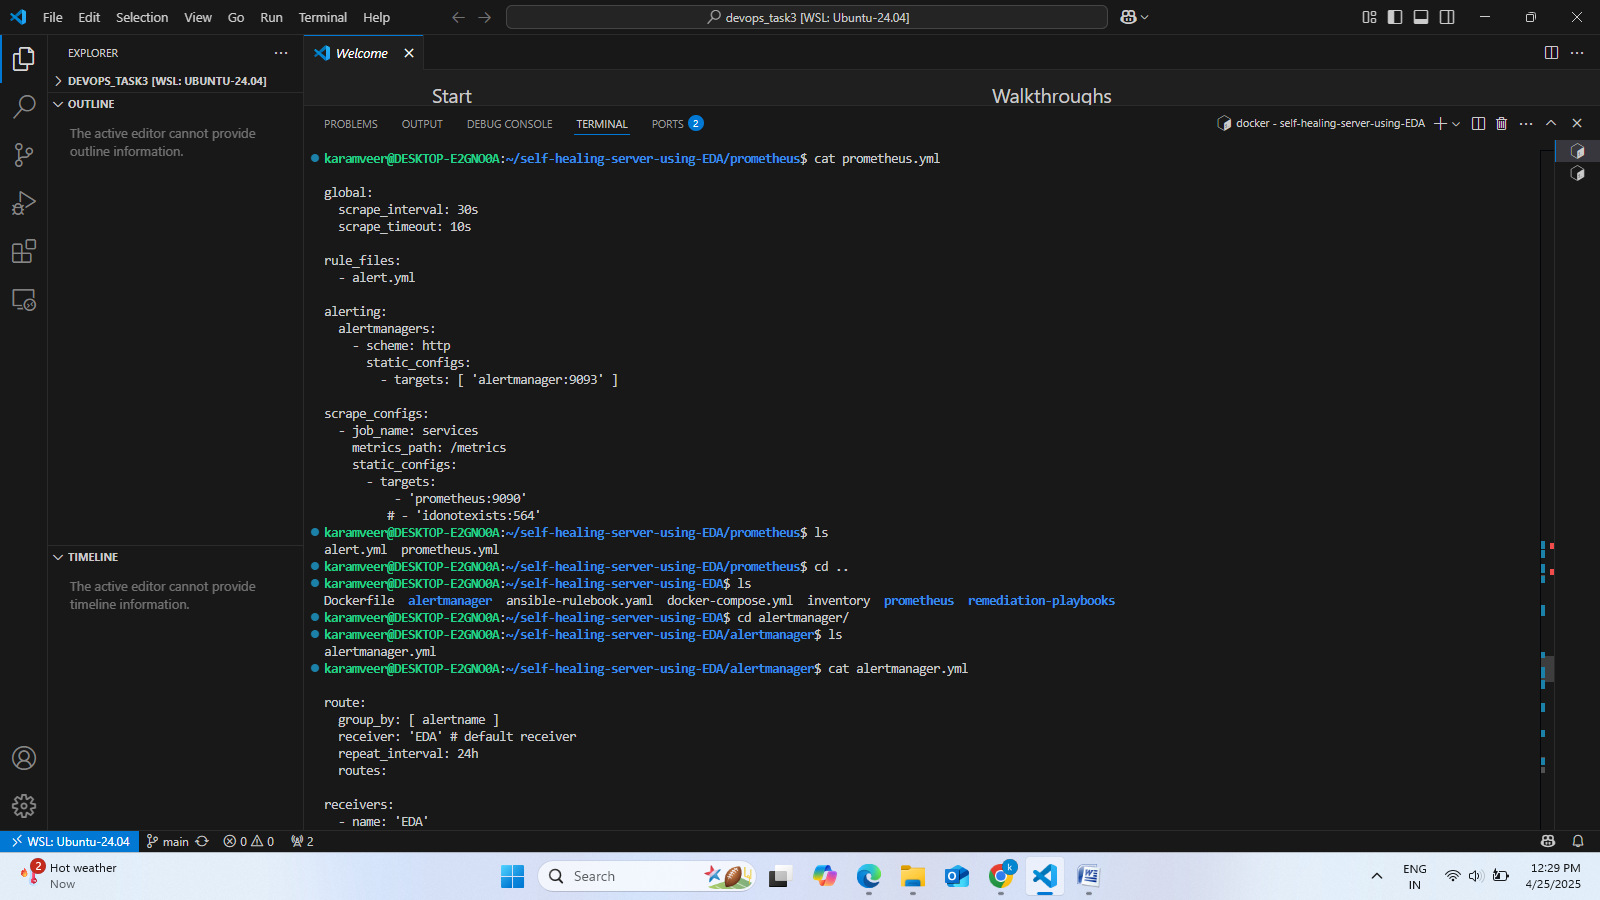 File Edit Selection View Go Run Terminal Help
devops_task3 [WSL: Ubuntu-24.04]
EXPLORER
DEVOPS_TASK3 [WSL: UBUNTU-24.04]
OUTLINE
The active editor cannot provide
outline information.
TIMELINE
The active editor cannot provide
timeline information.
Welcome
Start
Walkthroughs
PROBLEMS OUTPUT DEBUG CONSOLE TERMINAL PORTS 2
docker - self-healing-server-using-EDA
karamveer@DESKTOP-E2GNO0A:~/self-healing-server-using-EDA/prometheus$ cat prometheus.yml
global:
  scrape_interval: 30s
  scrape_timeout: 10s
rule_files:
  - alert.yml
alerting:
  alertmanagers:
    - scheme: http
      static_configs:
        - targets: [ 'alertmanager:9093' ]
scrape_configs:
  - job_name: services
    metrics_path: /metrics
    static_configs:
      - targets:
          - 'prometheus:9090'
         # - 'idonotexists:564'
karamveer@DESKTOP-E2GNO0A:~/self-healing-server-using-EDA/prometheus$ ls
alert.yml  prometheus.yml
karamveer@DESKTOP-E2GNO0A:~/self-healing-server-using-EDA/prometheus$ cd ..
karamveer@DESKTOP-E2GNO0A:~/self-healing-server-using-EDA$ ls
Dockerfile  alertmanager  ansible-rulebook.yaml  docker-compose.yml  inventory  prometheus  remediation-playbooks
karamveer@DESKTOP-E2GNO0A:~/self-healing-server-using-EDA$ cd alertmanager/
karamveer@DESKTOP-E2GNO0A:~/self-healing-server-using-EDA/alertmanager$ ls
alertmanager.yml
karamveer@DESKTOP-E2GNO0A:~/self-healing-server-using-EDA/alertmanager$ cat alertmanager.yml
route:
  group_by: [ alertname ]
  receiver: 'EDA' # default receiver
  repeat_interval: 24h
  routes:
receivers:
  - name: 'EDA'
WSL: Ubuntu-24.04 main 0 0 2
2
Hot weather
Now
Search
k
ENG
IN
12:29 PM
4/25/2025